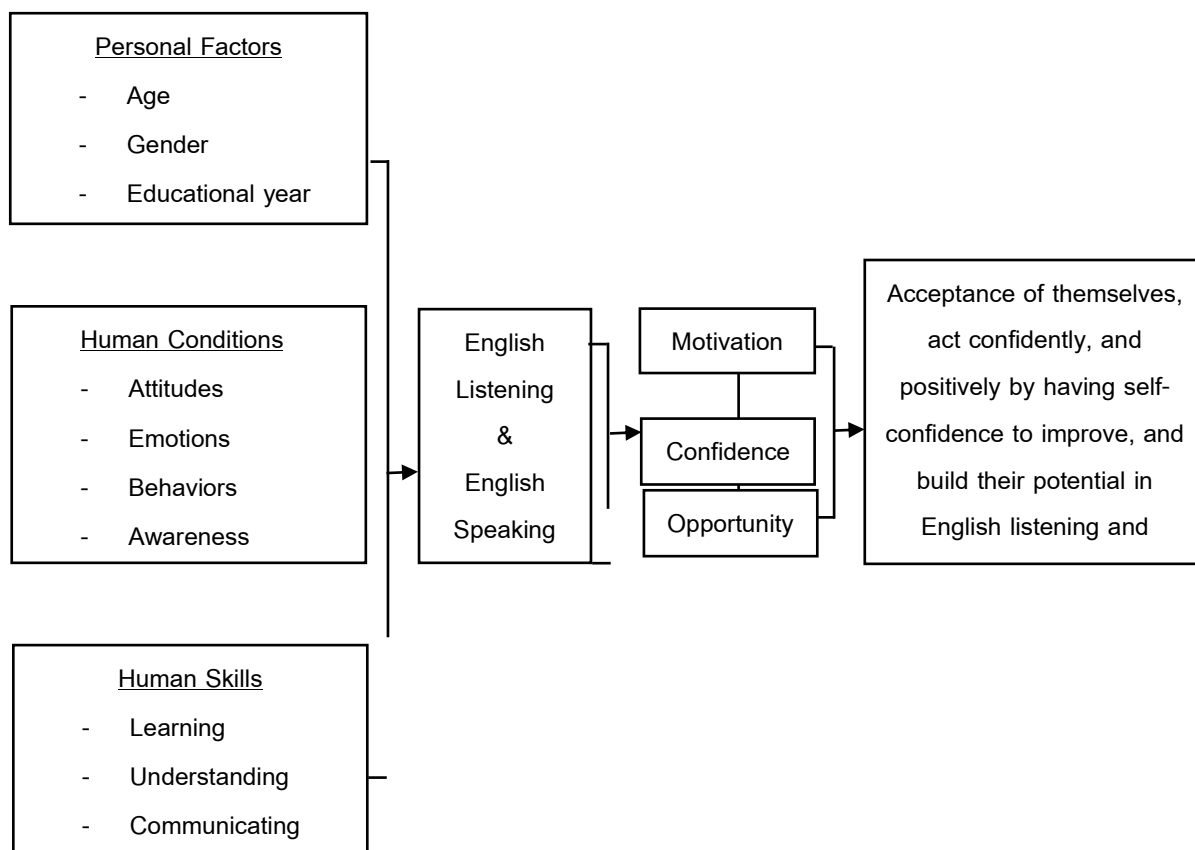 Personal Factors
- Age
- Gender
- Educational year
Human Conditions
- Attitudes
- Emotions
- Behaviors
- Awareness
Human Skills
- Learning
- Understanding
- Communicating
English
Listening
&
English
Speaking
Motivation
Confidence
Opportunity
Acceptance of themselves,
act confidently, and
positively by having self-
confidence to improve, and
build their potential in
English listening and